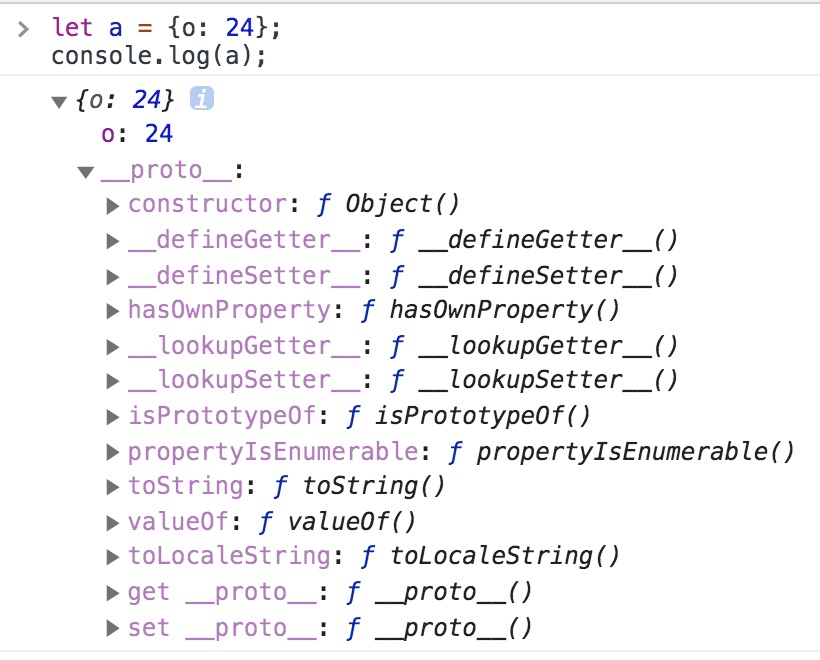 > let a = {o: 24};
console.log(a);
▼ {o: 24} i
o: 24
▼ __proto__:
▶ constructor: ƒ Object()
▶ __defineGetter__: ƒ __defineGetter__()
▶ __defineSetter__: ƒ __defineSetter__()
▶ hasOwnProperty: ƒ hasOwnProperty()
▶ __lookupGetter__: ƒ __lookupGetter__()
▶ __lookupSetter__: ƒ __lookupSetter__()
▶ isPrototypeOf: ƒ isPrototypeOf()
▶ propertyIsEnumerable: ƒ propertyIsEnumerable()
▶ toString: ƒ toString()
▶ valueOf: ƒ valueOf()
▶ toLocaleString: ƒ toLocaleString()
▶ get __proto__: ƒ __proto__()
▶ set __proto__: ƒ __proto__()